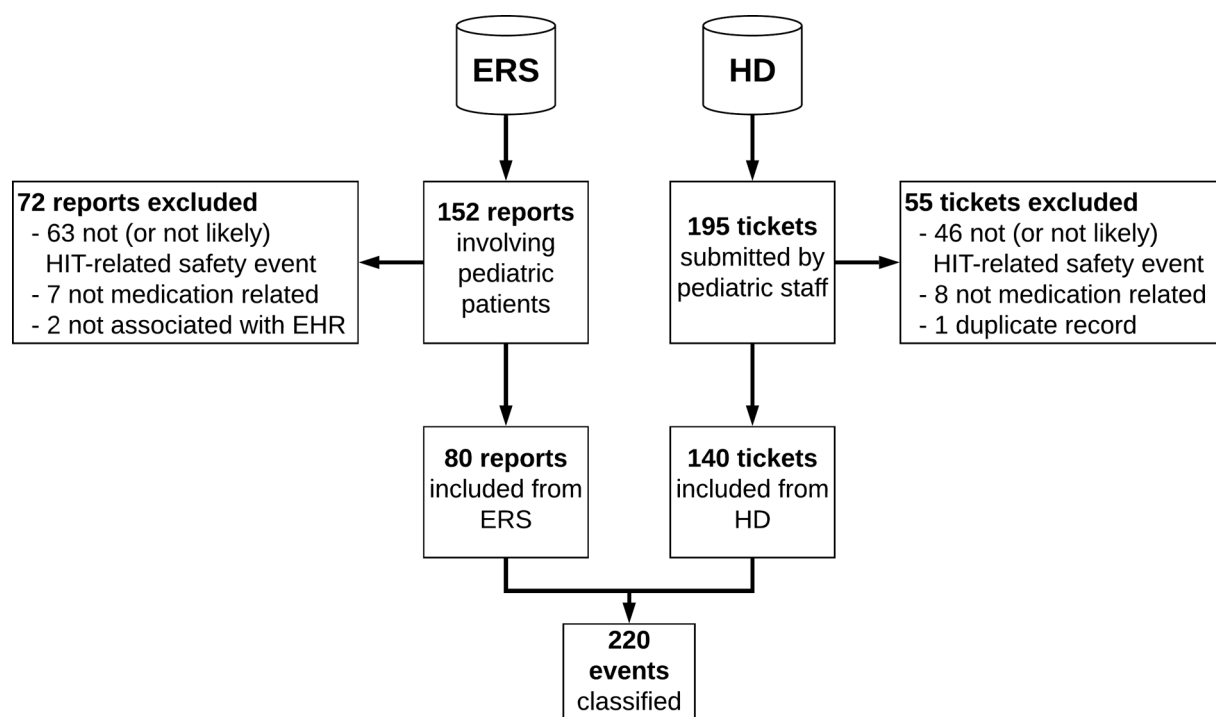 ERS
HD
72 reports excluded
- 63 not (or not likely)
HIT-related safety event
- 7 not medication related
- 2 not associated with EHR
152 reports
involving
pediatric
patients
195 tickets
submitted by
pediatric staff
55 tickets excluded
- 46 not (or not likely)
HIT-related safety event
- 8 not medication related
- 1 duplicate record
80 reports
included from
ERS
140 tickets
included from
HD
220
events
classified